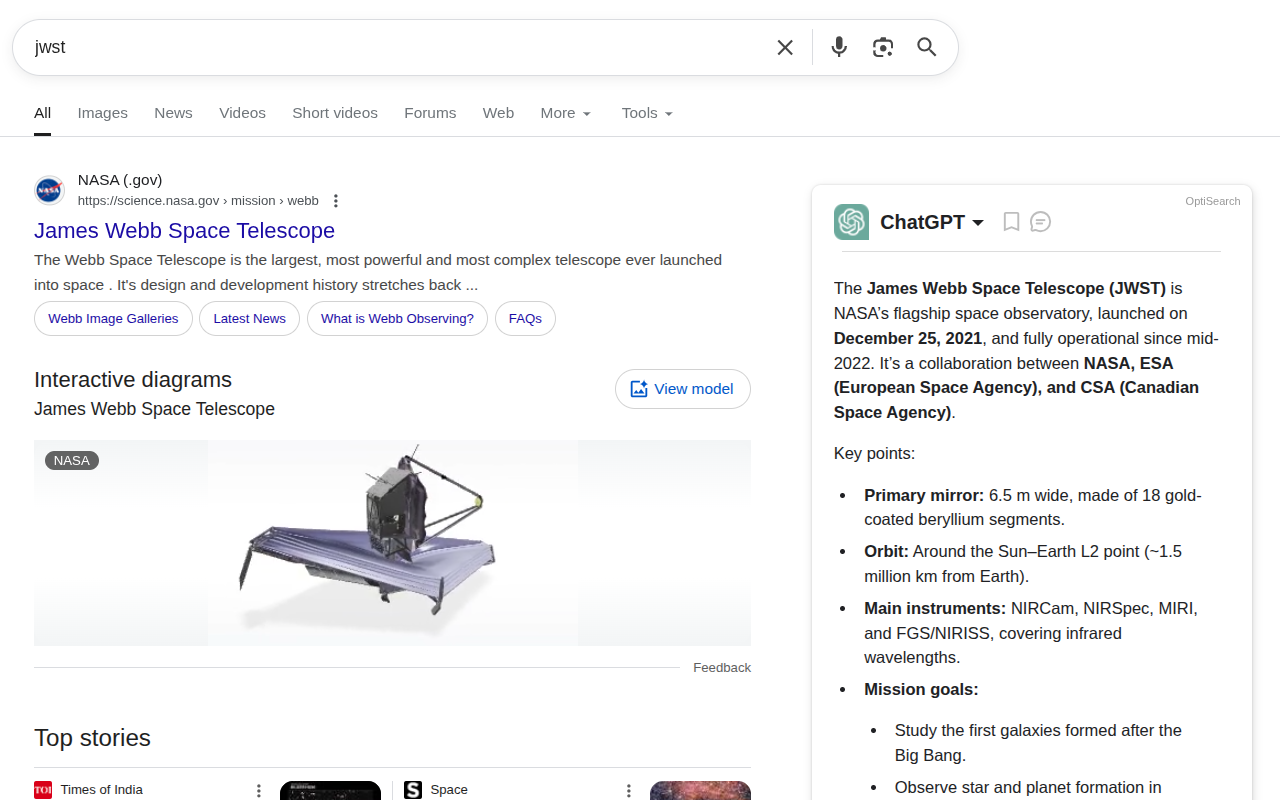 jwst
All Images News Videos Short videos Forums Web More Tools
NASA (.gov)
https://science.nasa.gov › mission › webb
James Webb Space Telescope
The Webb Space Telescope is the largest, most powerful and most complex telescope ever launched
into space . It's design and development history stretches back ...
Webb Image Galleries Latest News What is Webb Observing? FAQs
Interactive diagrams
James Webb Space Telescope
View model
NASA
Feedback
Top stories
Times of India
Space
OptiSearch
ChatGPT
The James Webb Space Telescope (JWST) is
NASA’s flagship space observatory, launched on
December 25, 2021, and fully operational since mid-
2022. It’s a collaboration between NASA, ESA
(European Space Agency), and CSA (Canadian
Space Agency).
Key points:
Primary mirror: 6.5 m wide, made of 18 gold-
coated beryllium segments.
Orbit: Around the Sun–Earth L2 point (~1.5
million km from Earth).
Main instruments: NIRCam, NIRSpec, MIRI,
and FGS/NIRISS, covering infrared
wavelengths.
Mission goals:
Study the first galaxies formed after the
Big Bang.
Observe star and planet formation in